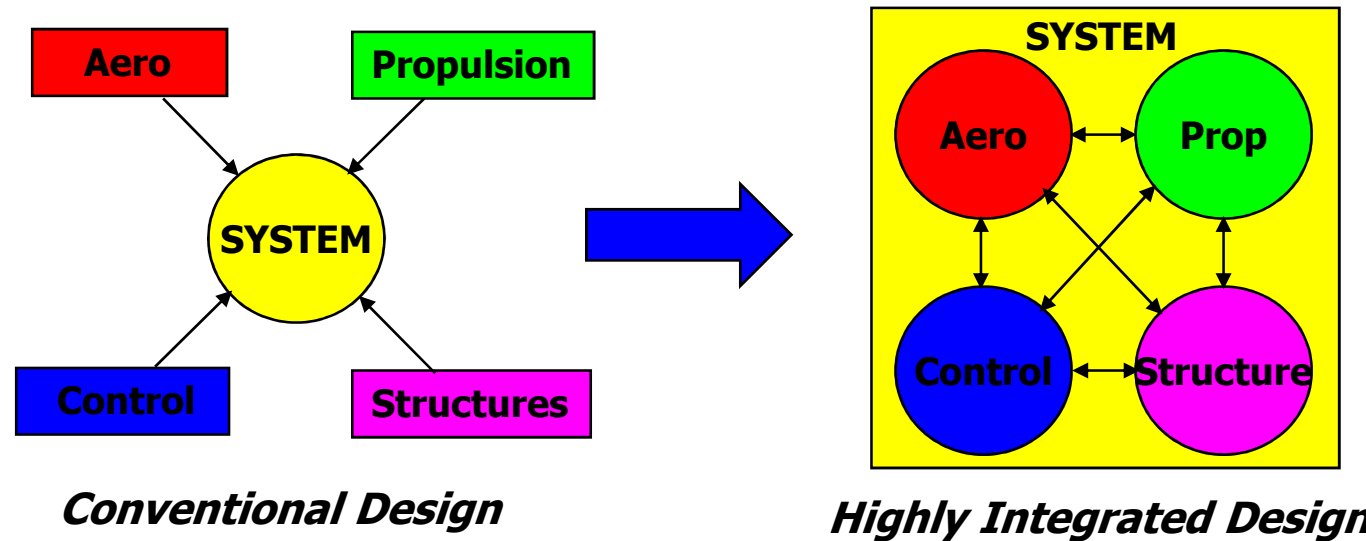 Aero
Propulsion
SYSTEM
Control
Structures
Conventional Design
SYSTEM
Aero
Prop
Control
Structure
Highly Integrated Design